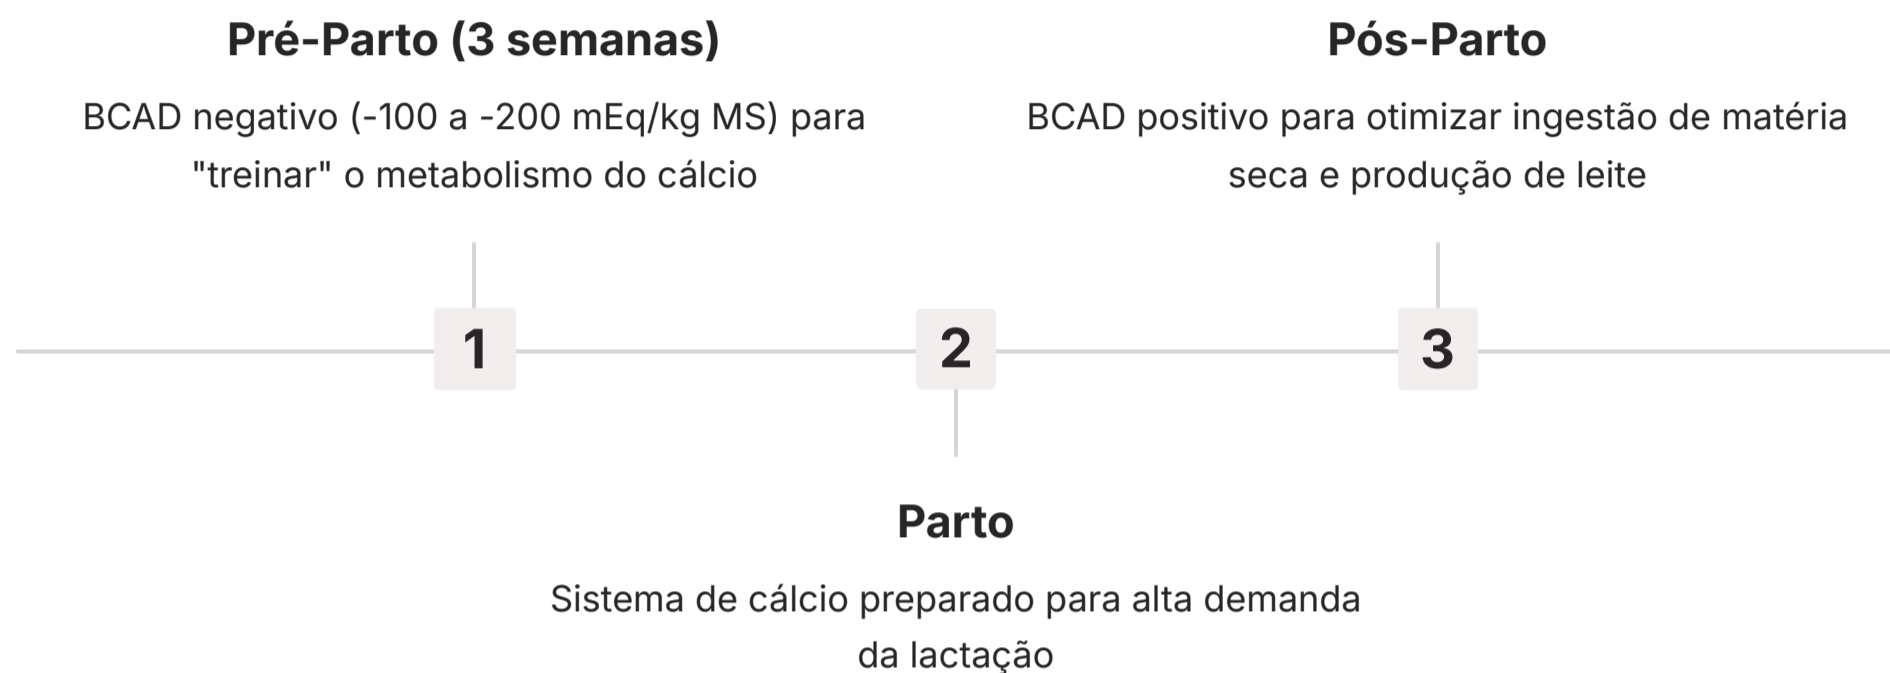 Pré-Parto (3 semanas)
BCAD negativo (-100 a -200 mEq/kg MS) para
"treinar" o metabolismo do cálcio
Pós-Parto
BCAD positivo para otimizar ingestão de matéria
seca e produção de leite
1
2
3
Parto
Sistema de cálcio preparado para alta demanda
da lactação